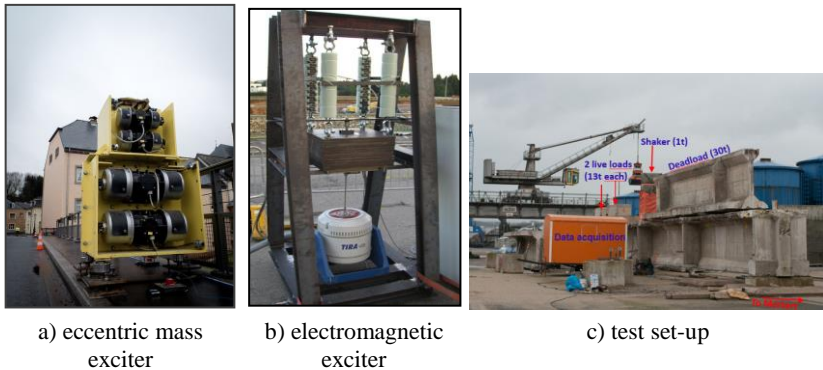 TIRA
Shaker (1t)
Deadload (30t)
2 live loads
(13t each)
Data acquisition
a) eccentric mass
exciter
b) electromagnetic
exciter
c) test set-up